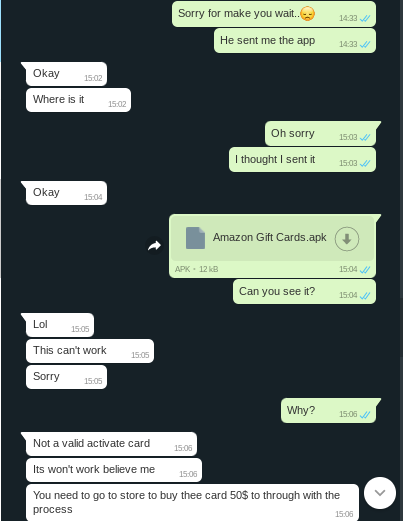 Sorry for make you wait..😞
14:33
He sent me the app
14:33
Okay
15:02
Where is it
15:02
Oh sorry
15:03
I thought I sent it
15:03
Okay
15:04
Amazon Gift Cards.apk
APK • 12 kB
15:04
Can you see it?
15:04
Lol
15:05
This can't work
15:05
Sorry
15:05
Why?
15:06
Not a valid activate card
15:06
Its won't work believe me
15:06
You need to go to store to buy thee card 50$ to through with the
process
15:06